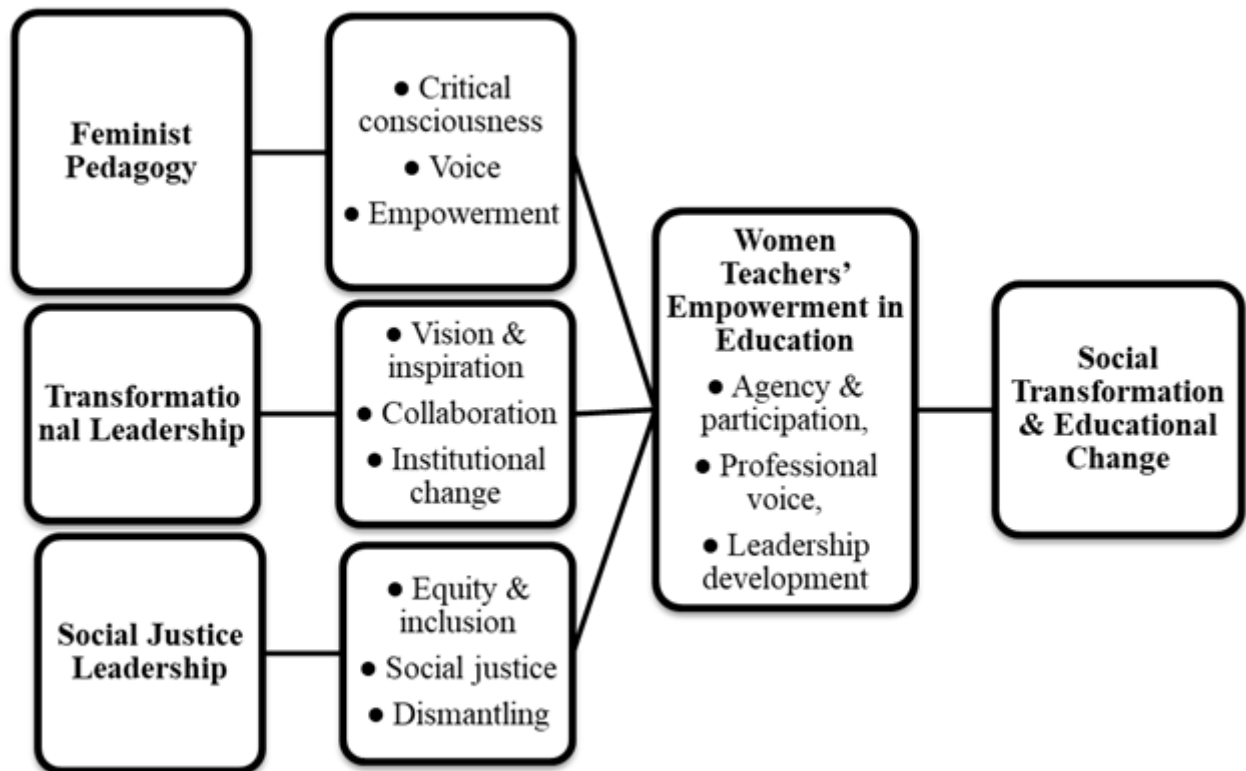 Feminist
Pedagogy
● Critical
consciousness
● Voice
● Empowerment
Transformatio
nal Leadership
● Vision &
inspiration
● Collaboration
● Institutional
change
Social Justice
Leadership
● Equity &
inclusion
● Social justice
● Dismantling
Women
Teachers’
Empowerment in
Education
● Agency &
participation,
● Professional
voice,
● Leadership
development
Social
Transformation
& Educational
Change